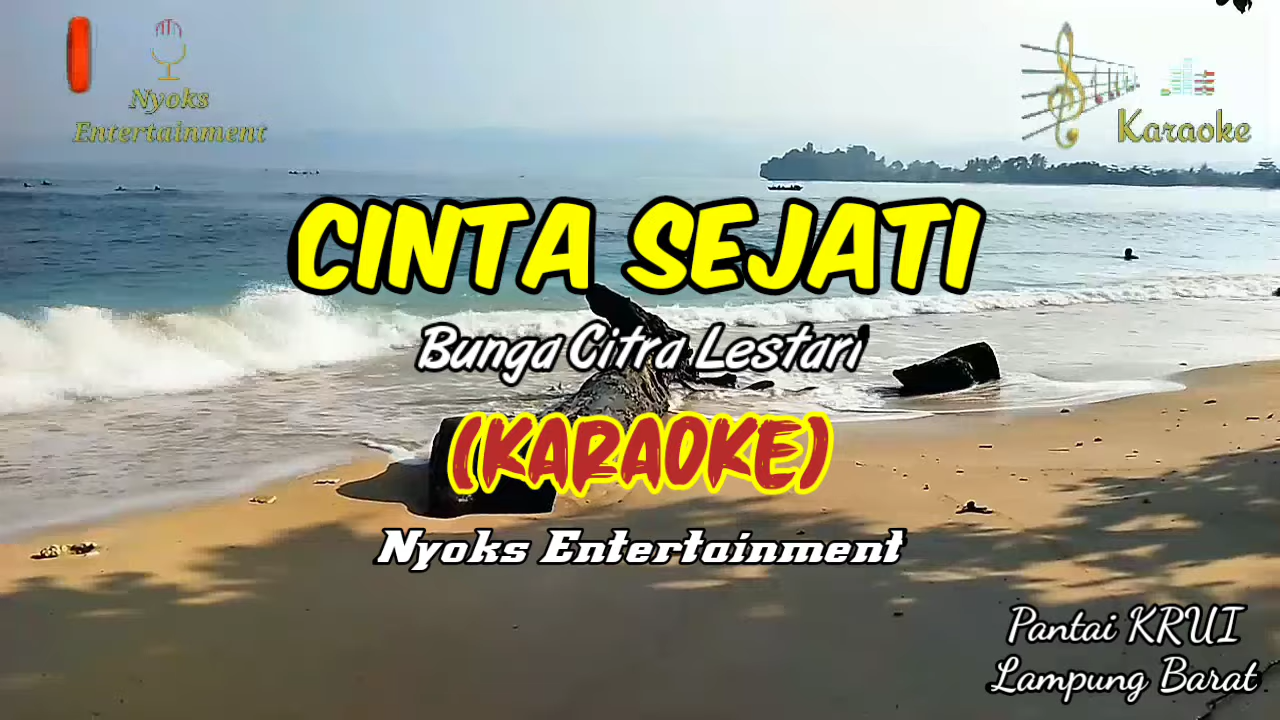 Nyoks
Entertainment
Karaoke
CINTA SEJATI
Bunga Citra Lestari
(KARAOKE)
Nyoks Entertainment
Pantai KRUI
Lampung Barat